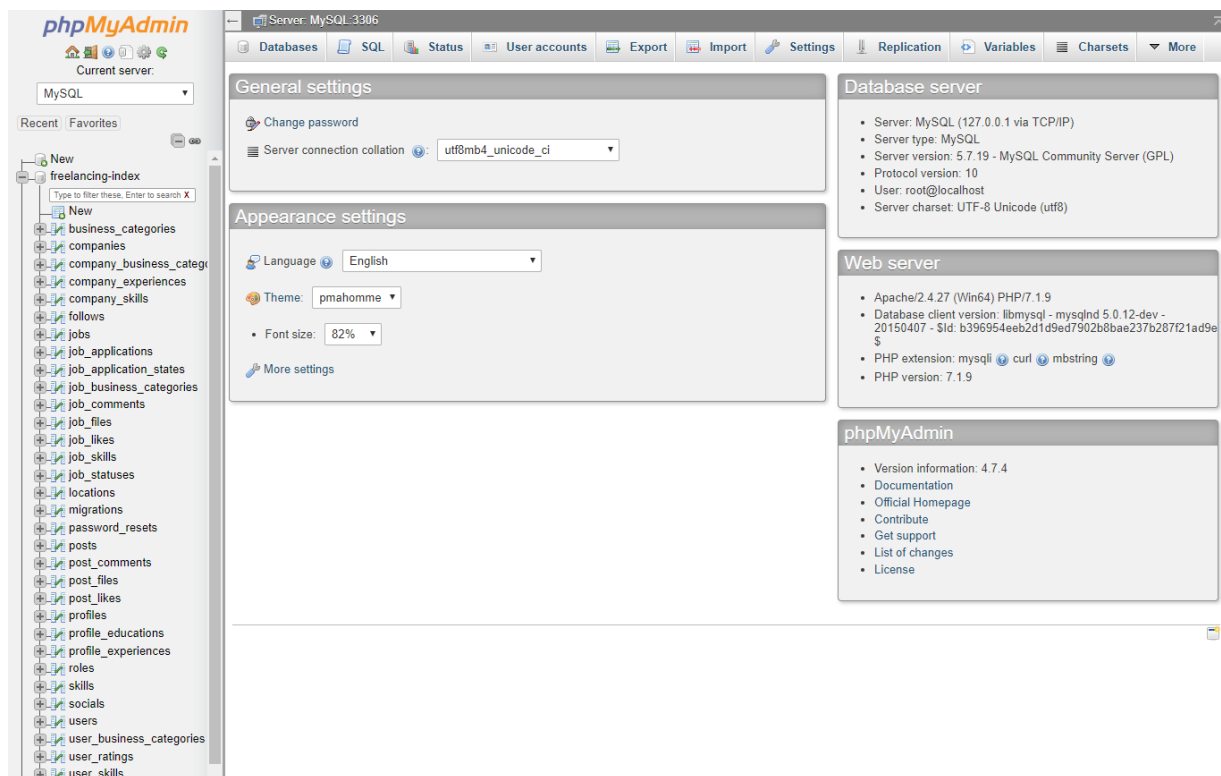 phpMyAdmin
Current server:
MySQL
Recent Favorites
New
freelancing-index
Type to filter these, Enter to search X
New
business_categories
companies
company_business_catego
company_experiences
company_skills
follows
jobs
job_applications
job_application_states
job_business_categories
job_comments
job_files
job_likes
job_skills
job_statuses
locations
migrations
password_resets
posts
post_comments
post_files
post_likes
profiles
profile_educations
profile_experiences
roles
skills
socials
users
user_business_categories
user_ratings
user_skills
Server: MySQL:3306
Databases SQL Status User accounts Export Import Settings Replication Variables Charsets More
General settings
Change password
Server connection collation : utf8mb4_unicode_ci
Appearance settings
Language English
Theme: pmahomme
• Font size: 82%
More settings
Database server
• Server: MySQL (127.0.0.1 via TCP/IP)
• Server type: MySQL
• Server version: 5.7.19 - MySQL Community Server (GPL)
• Protocol version: 10
• User: root@localhost
• Server charset: UTF-8 Unicode (utf8)
Web server
• Apache/2.4.27 (Win64) PHP/7.1.9
• Database client version: libmysql - mysqlnd 5.0.12-dev -
20150407 - $Id: b396954eeb2d1d9ed7902b8bae237b287f21ad9e
$
• PHP extension: mysqli curl mbstring
• PHP version: 7.1.9
phpMyAdmin
• Version information: 4.7.4
• Documentation
• Official Homepage
• Contribute
• Get support
• List of changes
• License